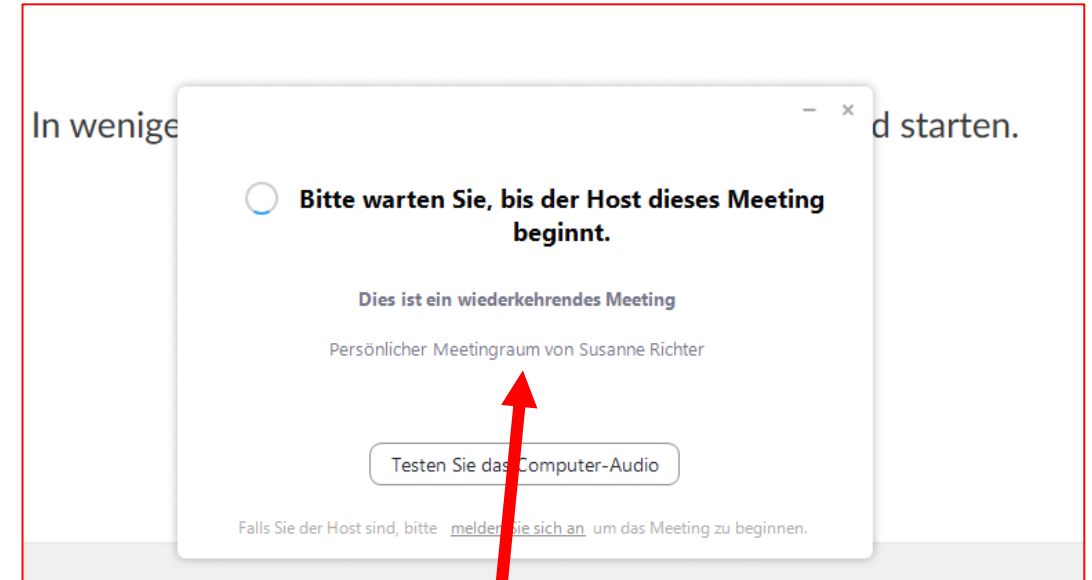 In wenige
d starten.
Bitte warten Sie, bis der Host dieses Meeting
beginnt.
Dies ist ein wiederkehrendes Meeting
Persönlicher Meetingraum von Susanne Richter
Testen Sie das Computer-Audio
Falls Sie der Host sind, bitte melden Sie sich an um das Meeting zu beginnen.